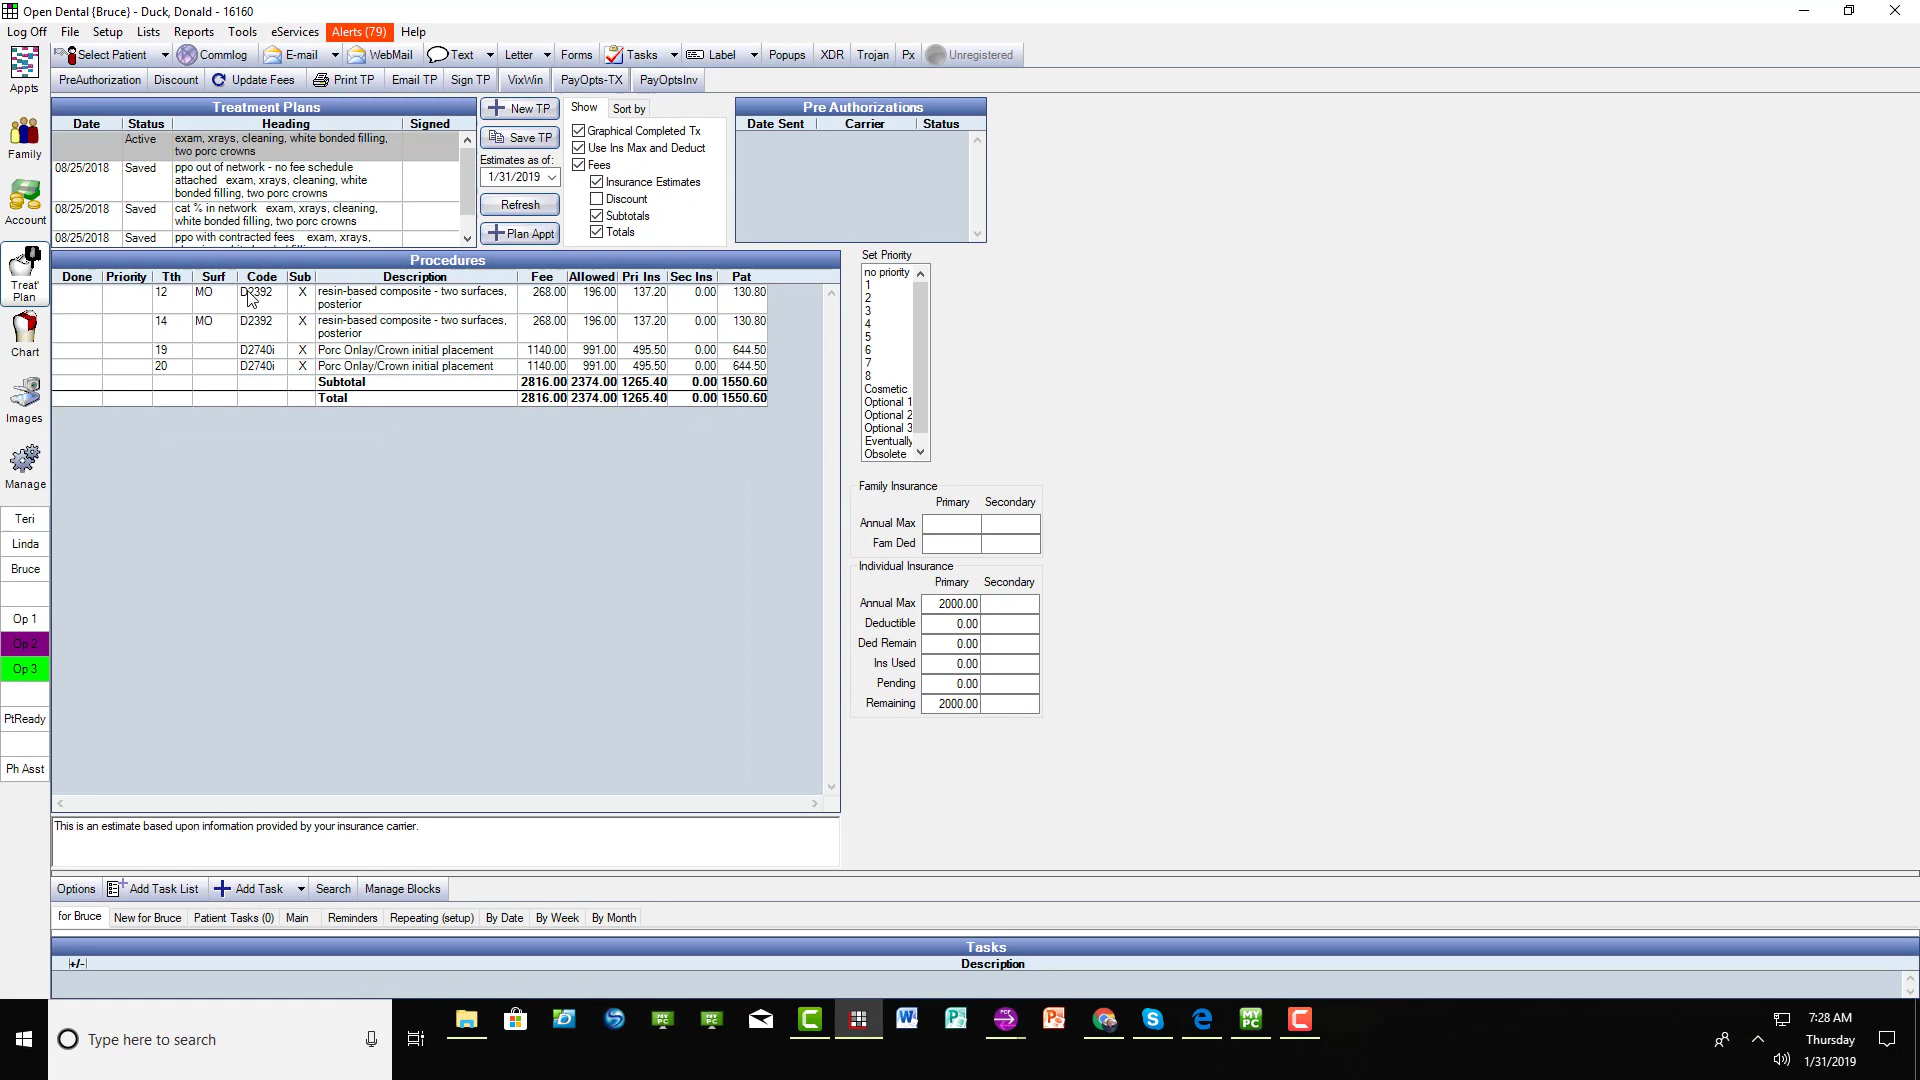 Open Dental {Bruce} - Duck, Donald - 16160
Log Off File Setup Lists Reports Tools eServices Alerts (79) Help
Select Patient Commlog E-mail WebMail Text Letter Forms Tasks Label Popups XDR Trojan Px Unregistered
PreAuthorization Discount Update Fees Print TP Email TP Sign TP VixWin PayOpts-TX PayOptsInv
Appts
Family
Account
Treat'
Plan
Chart
Images
Manage
Teri
Linda
Bruce
Op 1
Op 2
Op 3
PtReady
Ph Asst
Treatment Plans
Date Status Heading Signed
Active exam, xrays, cleaning, white bonded filling,
two porc crowns
08/25/2018 Saved ppo out of network - no fee schedule
attached exam, xrays, cleaning, white
bonded filling, two porc crowns
08/25/2018 Saved cat % in network exam, xrays, cleaning,
white bonded filling, two porc crowns
08/25/2018 Saved ppo with contracted fees exam, xrays,
New TP
Save TP
Estimates as of:
1/31/2019
Refresh
Plan Appt
Show Sort by
Graphical Completed Tx
Use Ins Max and Deduct
Fees
Insurance Estimates
Discount
Subtotals
Totals
Pre Authorizations
Date Sent Carrier Status
Procedures
Done Priority Tth Surf Code Sub Description Fee Allowed Pri Ins Sec Ins Pat
12 MO D2392 X resin-based composite - two surfaces, 268.00 196.00 137.20 0.00 130.80
posterior
14 MO D2392 X resin-based composite - two surfaces, 268.00 196.00 137.20 0.00 130.80
posterior
19 D2740i X Porc Onlay/Crown initial placement 1140.00 991.00 495.50 0.00 644.50
20 D2740i X Porc Onlay/Crown initial placement 1140.00 991.00 495.50 0.00 644.50
Subtotal 2816.00 2374.00 1265.40 0.00 1550.60
Total 2816.00 2374.00 1265.40 0.00 1550.60
Set Priority
no priority
1
2
3
4
5
6
7
8
Cosmetic
Optional 1
Optional 2
Optional 3
Eventually
Obsolete
Family Insurance
Primary Secondary
Annual Max
Fam Ded
Individual Insurance
Primary Secondary
Annual Max 2000.00
Deductible 0.00
Ded Remain 0.00
Ins Used 0.00
Pending 0.00
Remaining 2000.00
This is an estimate based upon information provided by your insurance carrier.
Options Add Task List Add Task Search Manage Blocks
for Bruce New for Bruce Patient Tasks (0) Main Reminders Repeating (setup) By Date By Week By Month
Tasks
+/- Description
Type here to search
7:28 AM
Thursday
1/31/2019